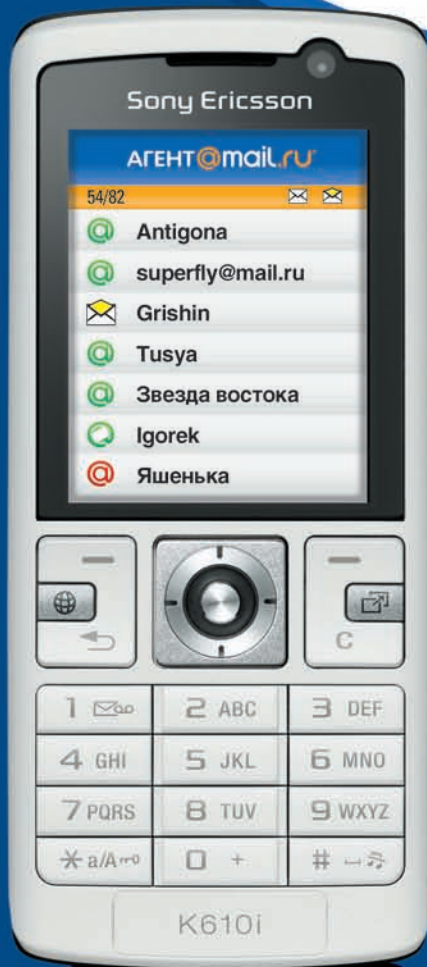 Sony Ericsson
АГЕНТ@mail.ru
54/82
Antigona
superfly@mail.ru
Grishin
Tusya
Звезда востока
Igorek
Яшенька
C
1 2 ABC 3 DEF
4 GHI 5 JKL 6 MNO
7 PQRS 8 TUV 9 WXYZ
* a/A 0 + #
K610i